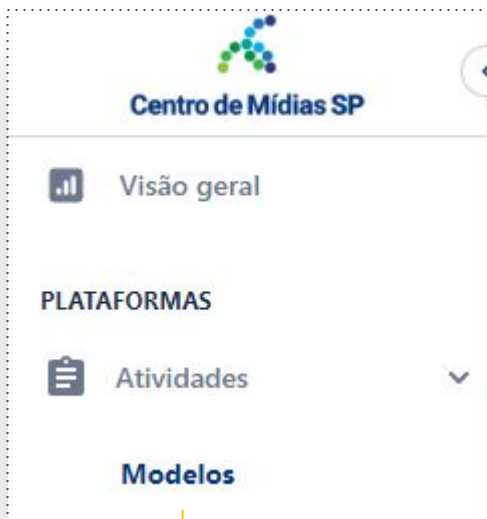 Centro de Mídias SP
Visão geral
PLATAFORMAS
Atividades
Modelos